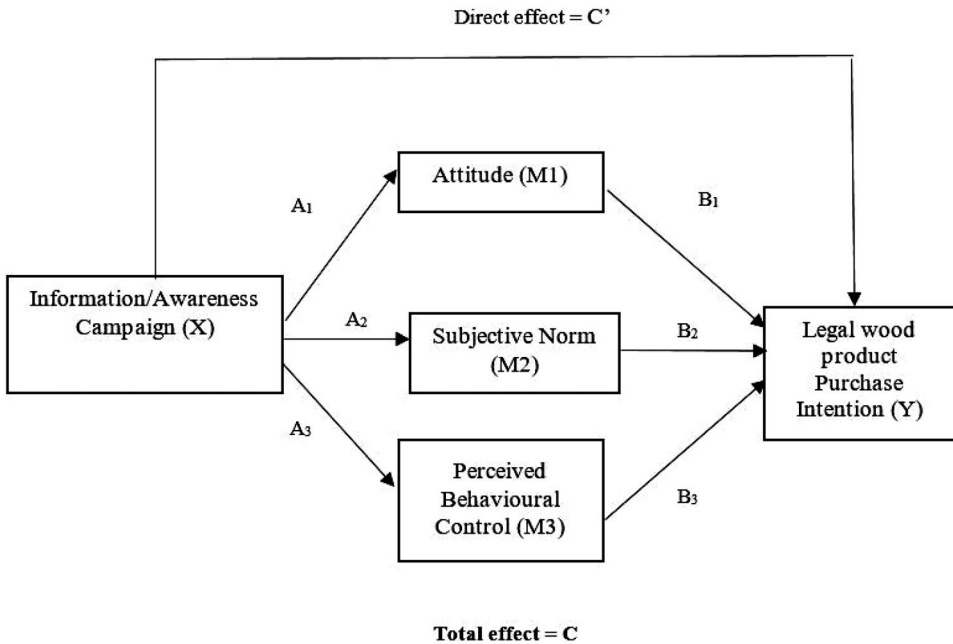 Direct effect = C’
Attitude (M1)
A₁
B₁
Information/Awareness
Campaign (X)
A₂
Subjective Norm
(M2)
B₂
Legal wood
product
Purchase
Intention (Y)
A₃
Perceived
Behavioural
Control (M3)
B₃
Total effect = C